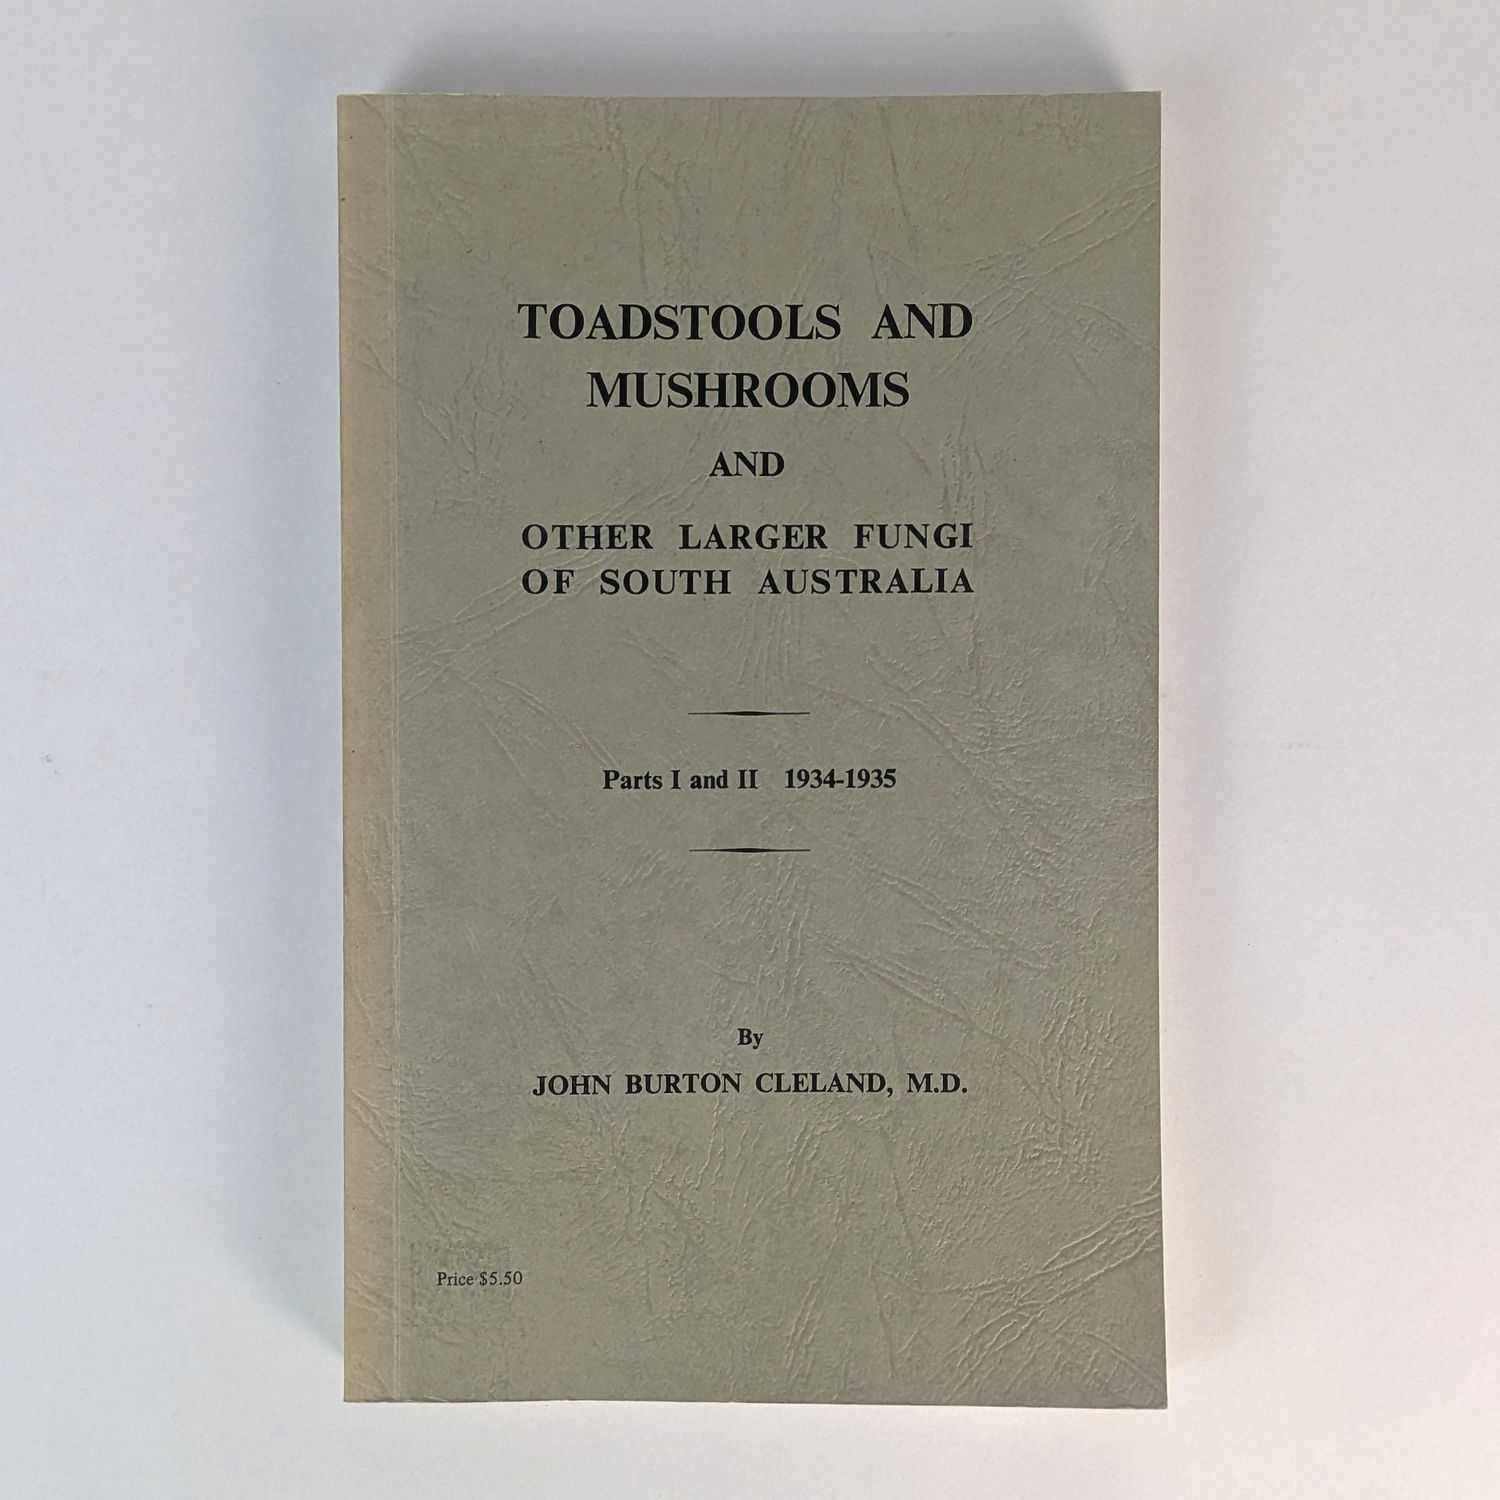 TOADSTOOLS AND
MUSHROOMS
AND
OTHER LARGER FUNGI
OF SOUTH AUSTRALIA
Parts I and II 1934-1935
By
JOHN BURTON CLELAND, M.D.
Price $5.50